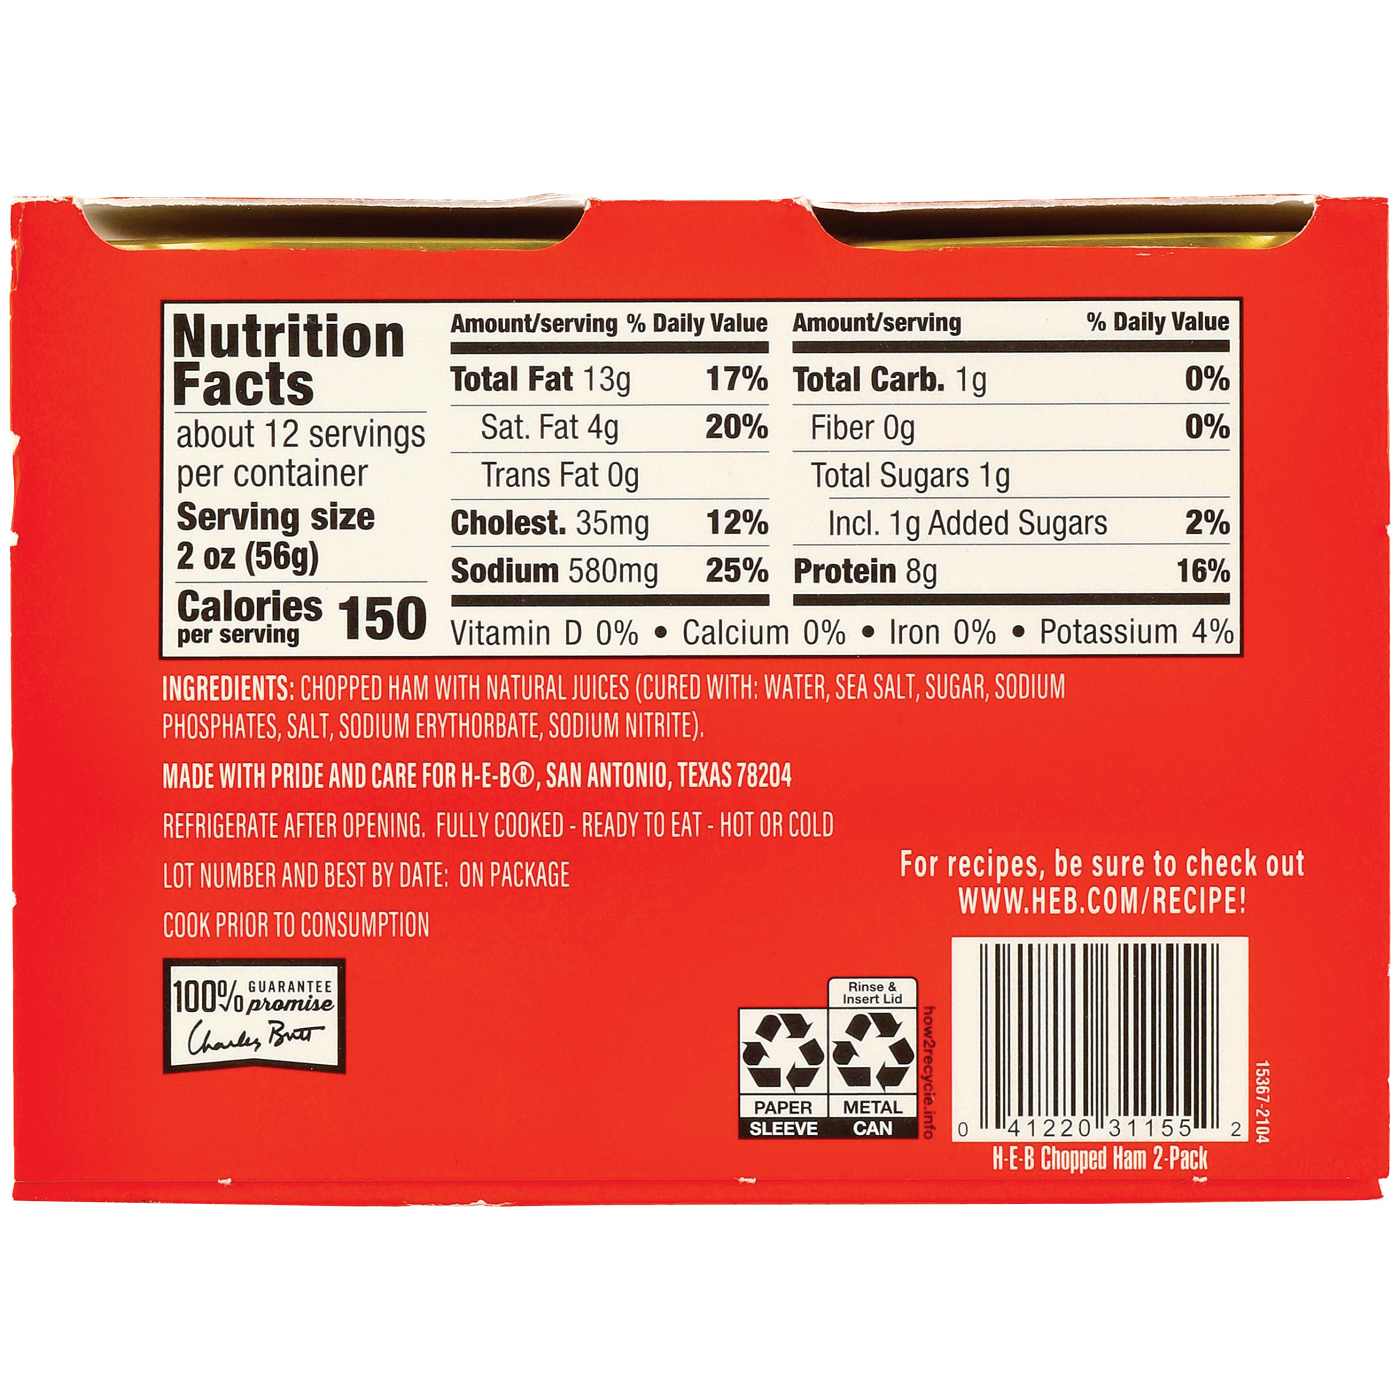 Nutrition
Facts
about 12 servings
per container
Serving size
2 oz (56g)
Calories 150
per serving
Amount/serving % Daily Value
Total Fat 13g 17%
Sat. Fat 4g 20%
Trans Fat 0g
Cholest. 35mg 12%
Sodium 580mg 25%
Amount/serving % Daily Value
Total Carb. 1g 0%
Fiber 0g 0%
Total Sugars 1g
Incl. 1g Added Sugars 2%
Protein 8g 16%
Vitamin D 0% • Calcium 0% • Iron 0% • Potassium 4%
INGREDIENTS: CHOPPED HAM WITH NATURAL JUICES (CURED WITH: WATER, SEA SALT, SUGAR, SODIUM
PHOSPHATES, SALT, SODIUM ERYTHORBATE, SODIUM NITRITE).
MADE WITH PRIDE AND CARE FOR H-E-B®, SAN ANTONIO, TEXAS 78204
REFRIGERATE AFTER OPENING. FULLY COOKED - READY TO EAT - HOT OR COLD
LOT NUMBER AND BEST BY DATE: ON PACKAGE
COOK PRIOR TO CONSUMPTION
100% GUARANTEE
promise
Charles Butt
For recipes, be sure to check out
WWW.HEB.COM/RECIPE!
Rinse &
Insert Lid
PAPER
SLEEVE
METAL
CAN
how2recycle.info
0 41220 31155 2
15367-2104
H-E-B Chopped Ham 2-Pack